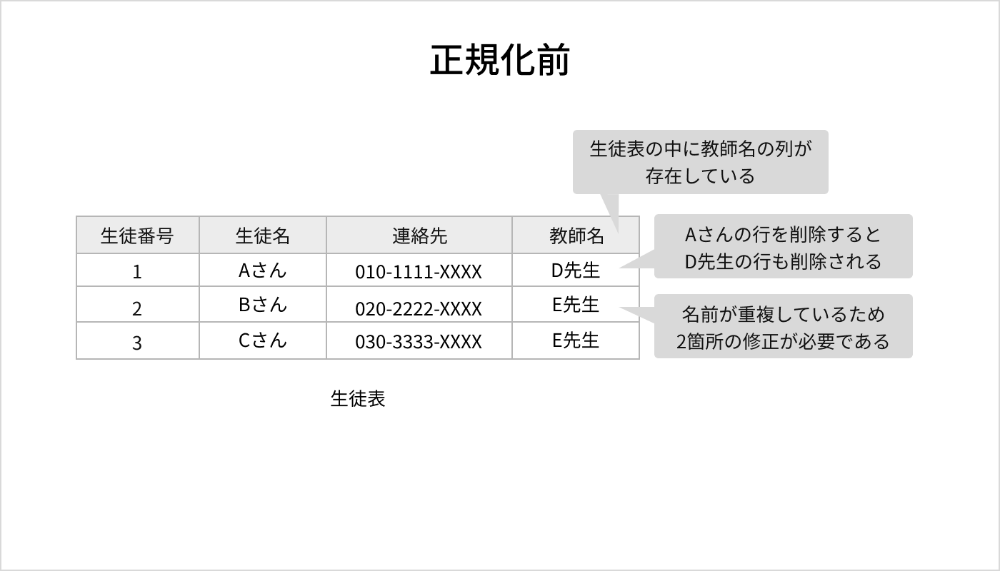 正規化前
生徒表の中に教師名の列が
存在している
生徒番号 生徒名 連絡先 教師名
1 Aさん 010-1111-XXXX D先生
2 Bさん 020-2222-XXXX E先生
3 Cさん 030-3333-XXXX E先生
Aさんの行を削除すると
D先生の行も削除される
名前が重複しているため
2箇所の修正が必要である
生徒表